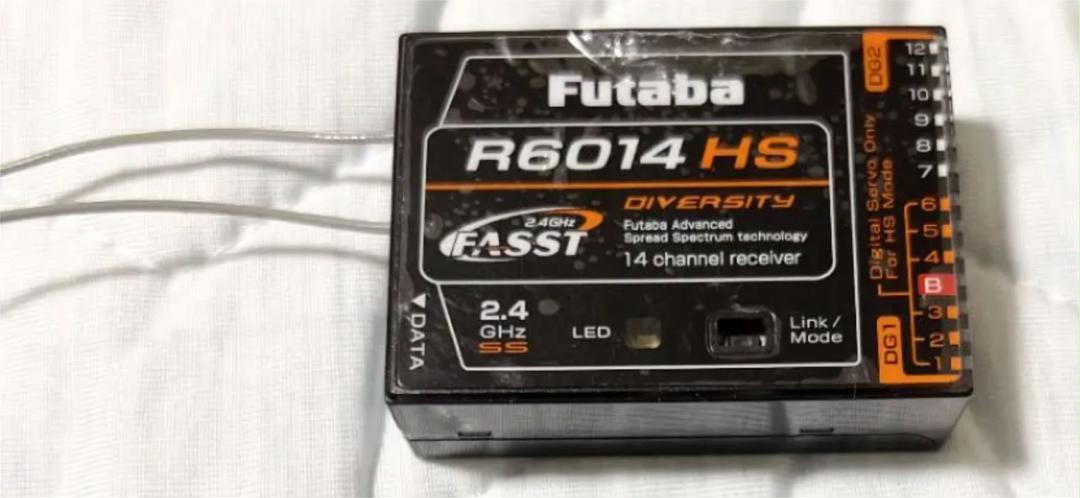 Futaba
R6014 HS
DIVERSITY
2.4GHz
FASST
Futaba Advanced
Spread Spectrum technology
14 channel receiver
▼DATA
2.4
GHz
SS
LED
Link /
Mode
DG2
12
11
10
9
8
7
6
5
4
B
3
2
1
Digital Servo Only
For HS Mode
DG1